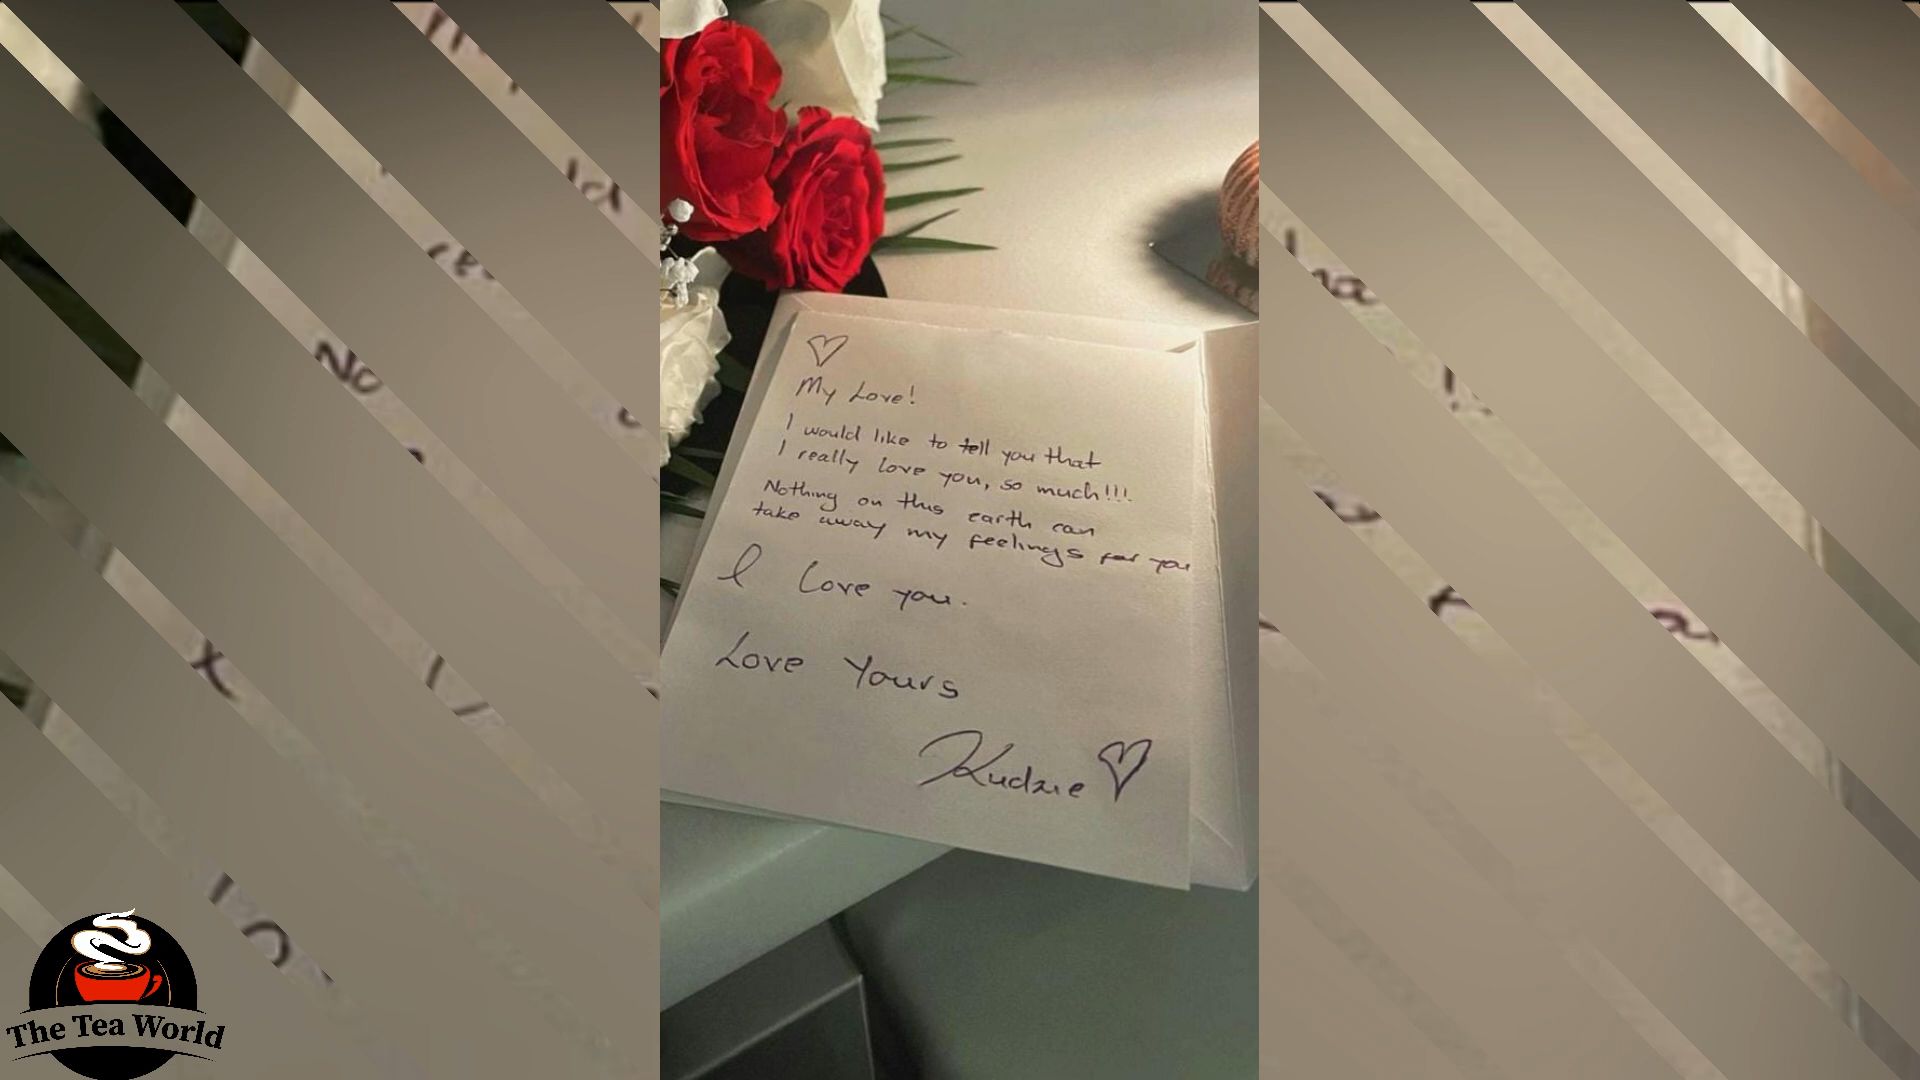 My Love!
I would like to tell you that
I really love you, so much!!!
Nothing on this earth can
take away my feelings for you
I Love you.
Love Yours
Kudzie
The Tea World